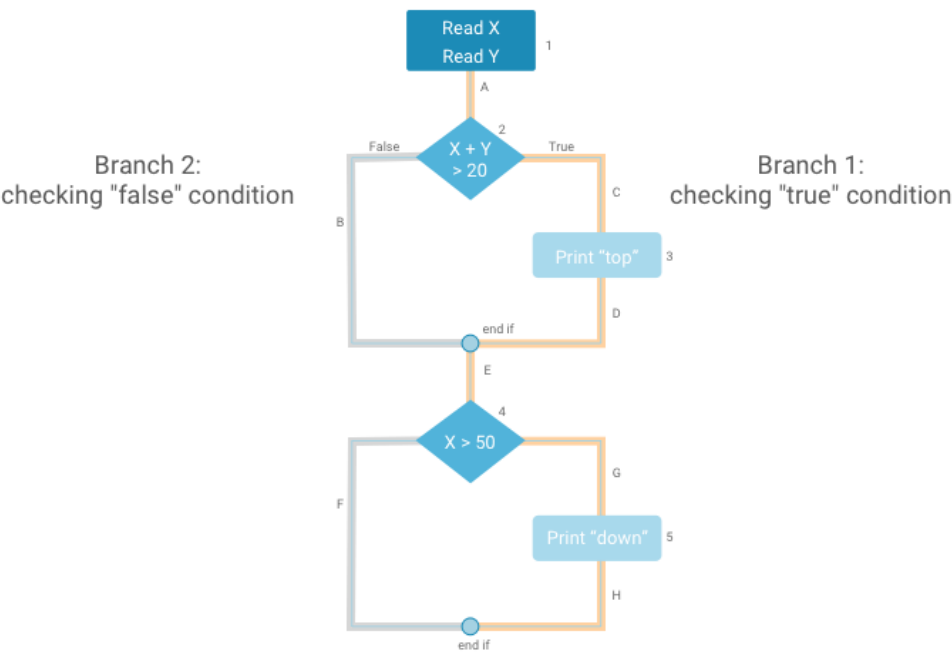 Read X
Read Y
1
A
2
False
X + Y
> 20
True
Branch 2:
checking "false" condition
Branch 1:
checking "true" condition
B
C
Print “top”
3
D
end if
E
4
X > 50
F
G
Print “down”
5
H
end if